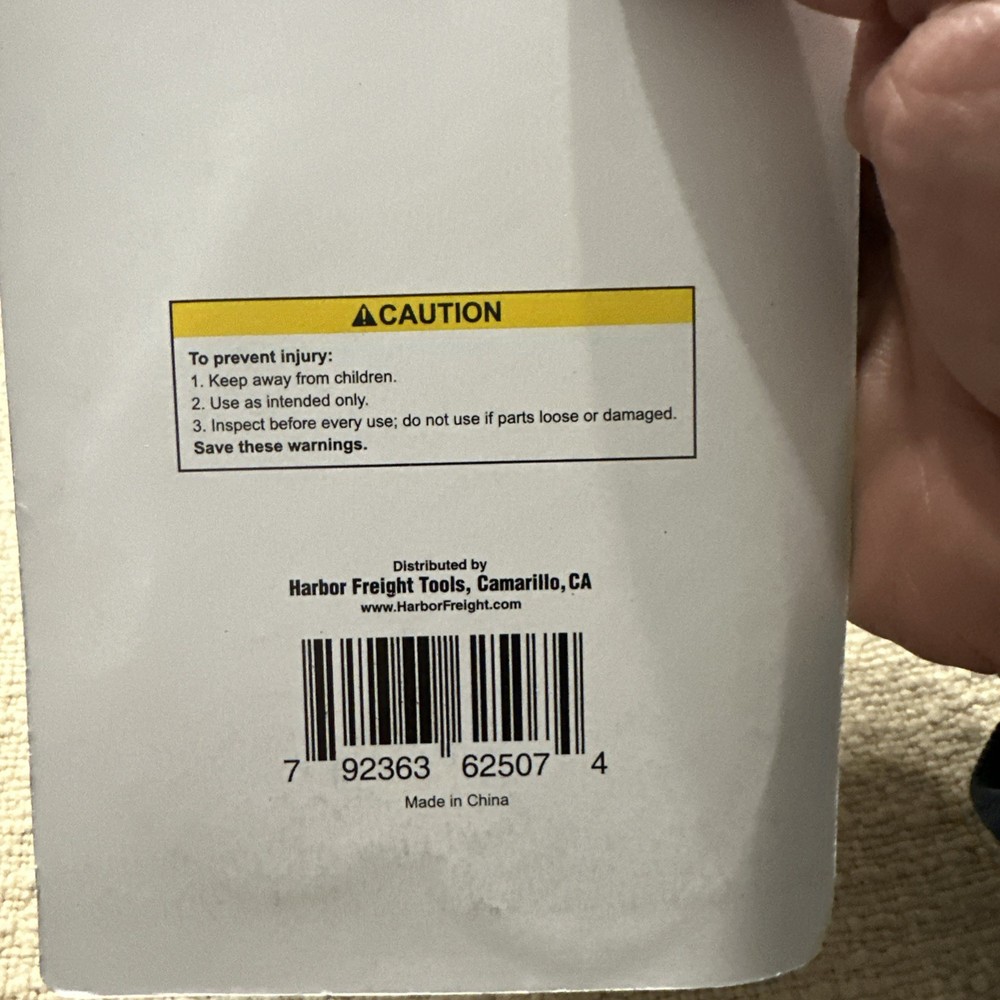 ⚠CAUTION
To prevent injury:
1. Keep away from children.
2. Use as intended only.
3. Inspect before every use; do not use if parts loose or damaged.
Save these warnings.
Distributed by
Harbor Freight Tools, Camarillo, CA
www.HarborFreight.com
7 92363 62507 4
Made in China